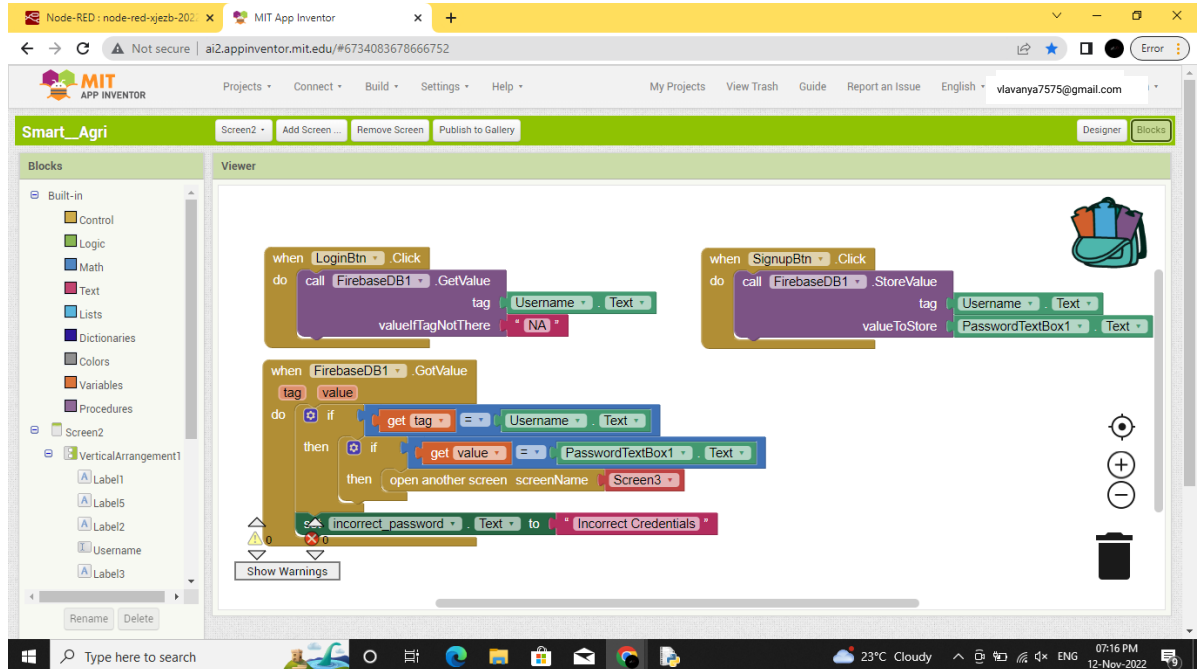 Node-RED : node-red-xjezb-202
MIT App Inventor
Not secure | ai2.appinventor.mit.edu/#6734083678666752
Error
MIT
APP INVENTOR
Projects Connect Build Settings Help My Projects View Trash Guide Report an Issue English vlavanya7575@gmail.com
Smart__Agri
Screen2 Add Screen ... Remove Screen Publish to Gallery Designer Blocks
Blocks
Viewer
Built-in
Control
Logic
Math
Text
Lists
Dictionaries
Colors
Variables
Procedures
Screen2
VerticalArrangement1
Label1
Label5
Label2
Username
Label3
Rename Delete
when LoginBtn .Click
do call FirebaseDB1 .GetValue
tag Username . Text
valueIfTagNotThere " NA "
when SignupBtn .Click
do call FirebaseDB1 .StoreValue
tag Username . Text
valueToStore PasswordTextBox1 . Text
when FirebaseDB1 .GotValue
tag value
do if get tag = Username . Text
then if get value = PasswordTextBox1 . Text
then open another screen screenName Screen3
set incorrect_password . Text to " Incorrect Credentials "
0 0
Show Warnings
Type here to search
23°C Cloudy
ENG
07:16 PM
12-Nov-2022